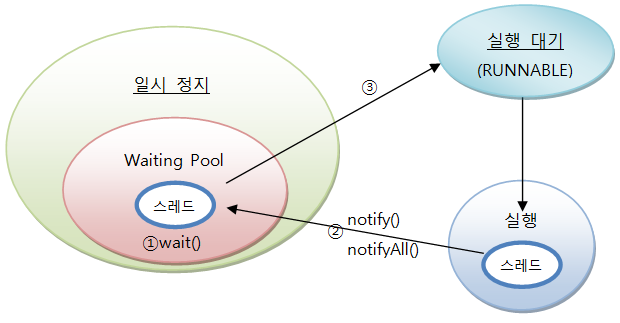 실행 대기
(RUNNABLE)
일시 정지
③
Waiting Pool
스레드
①wait()
②
notify()
notifyAll()
실행
스레드